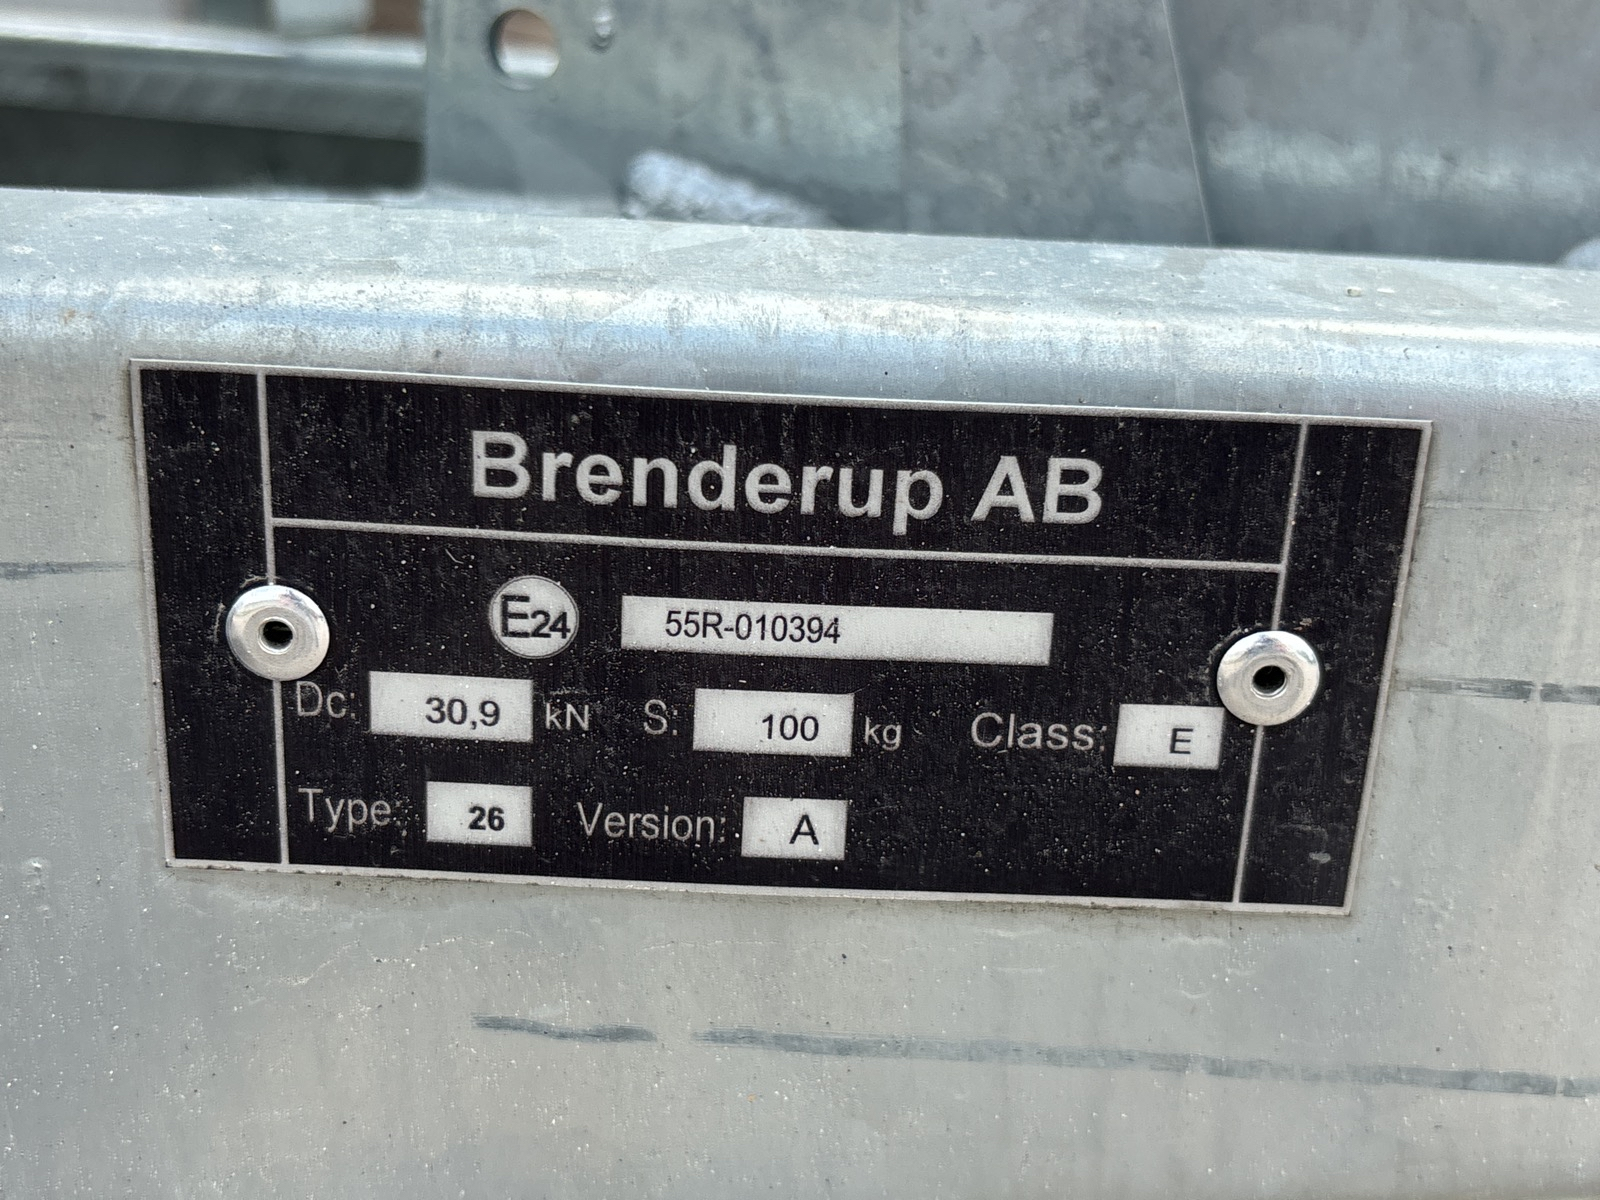 Brenderup AB
E24 55R-010394
Dc: 30,9 kN S: 100 kg Class: E
Type: 26 Version: A